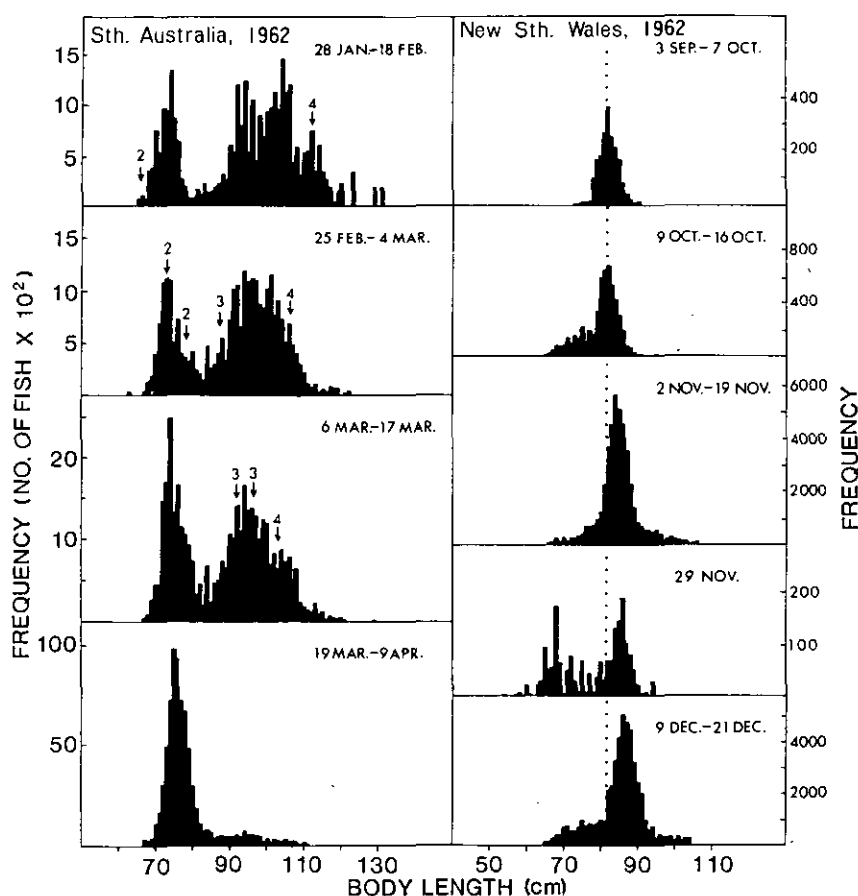 Sth. Australia, 1962
28 JAN.–18 FEB.
15
10
5
2
4
25 FEB.–4 MAR.
15
10
5
2
2
3
4
6 MAR.–17 MAR.
20
10
3
3
4
19 MAR.–9 APR.
100
50
70
90
110
130
FREQUENCY (NO. OF FISH X 10²)
New Sth. Wales, 1962
3 SEP.–7 OCT.
400
200
9 OCT.–16 OCT.
800
400
2 NOV.–19 NOV.
6000
4000
2000
29 NOV.
200
100
9 DEC.–21 DEC.
4000
2000
0
50
70
90
110
FREQUENCY
BODY LENGTH (cm)